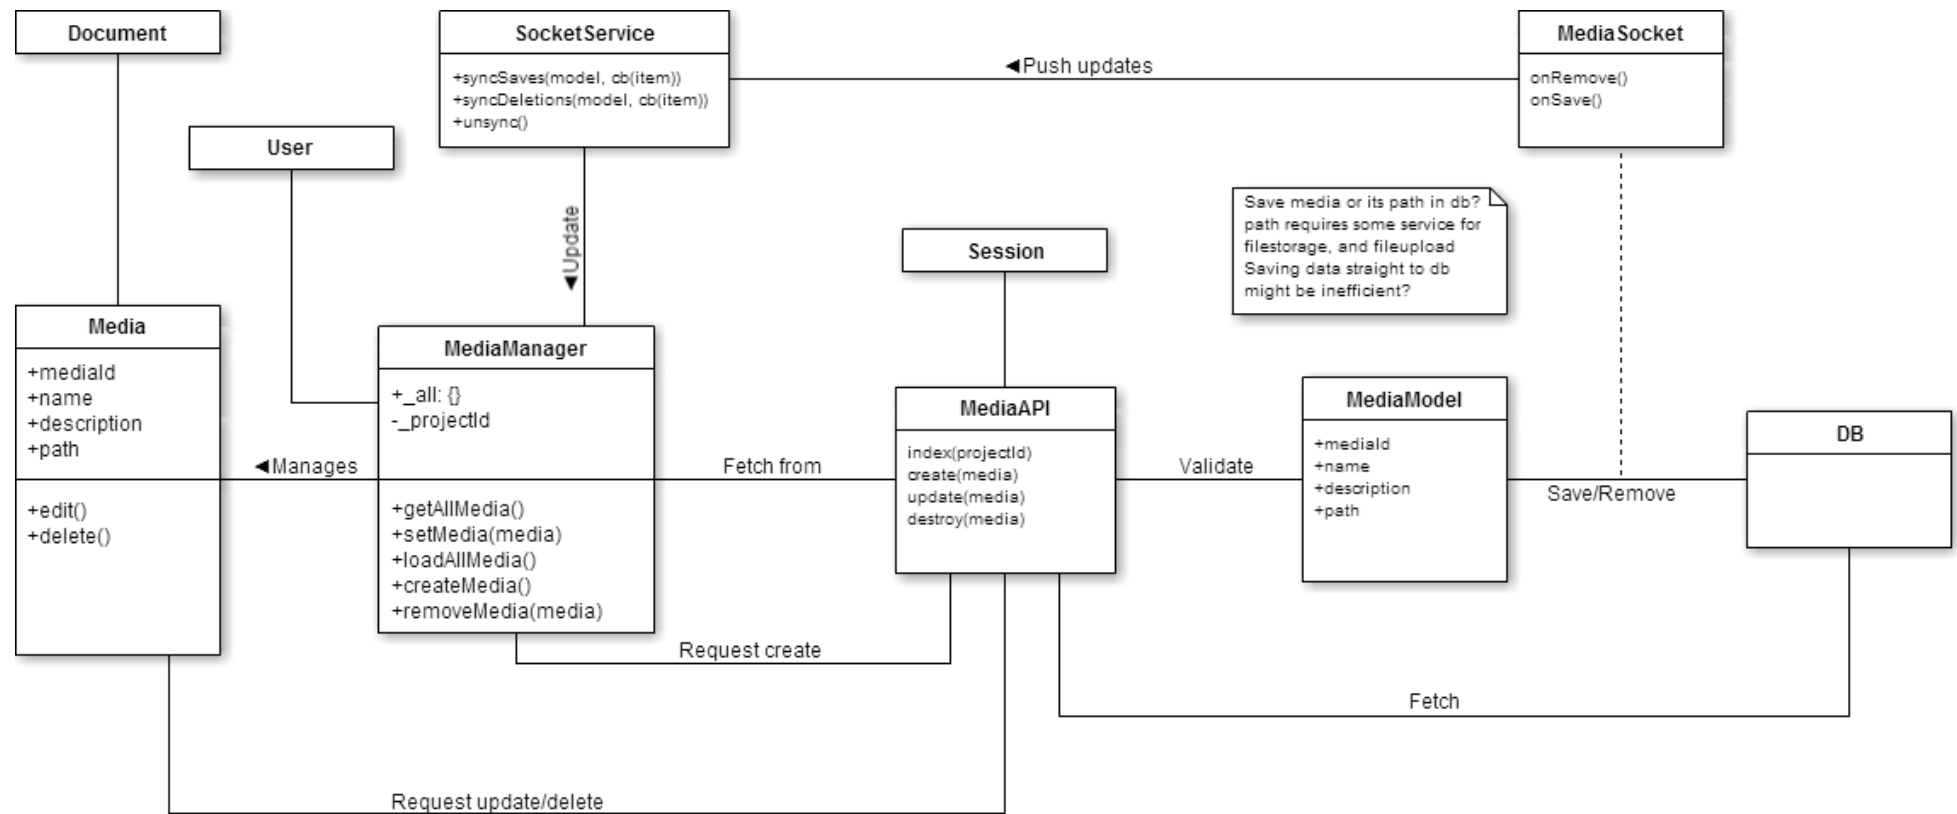 Document
SocketService
+syncSaves(model, cb(item))
+syncDeletions(model, cb(item))
+unsync()
◄Push updates
MediaSocket
onRemove()
onSave()
User
◄Update
Save media or its path in db?
path requires some service for
filestorage, and fileupload
Saving data straight to db
might be inefficient?
Session
Media
+mediaId
+name
+description
+path
+edit()
+delete()
◄Manages
MediaManager
+_all: {}
-_projectId
+getAllMedia()
+setMedia(media)
+loadAllMedia()
+createMedia()
+removeMedia(media)
Fetch from
MediaAPI
index(projectId)
create(media)
update(media)
destroy(media)
Validate
MediaModel
+mediaId
+name
+description
+path
Save/Remove
DB
Request create
Fetch
Request update/delete